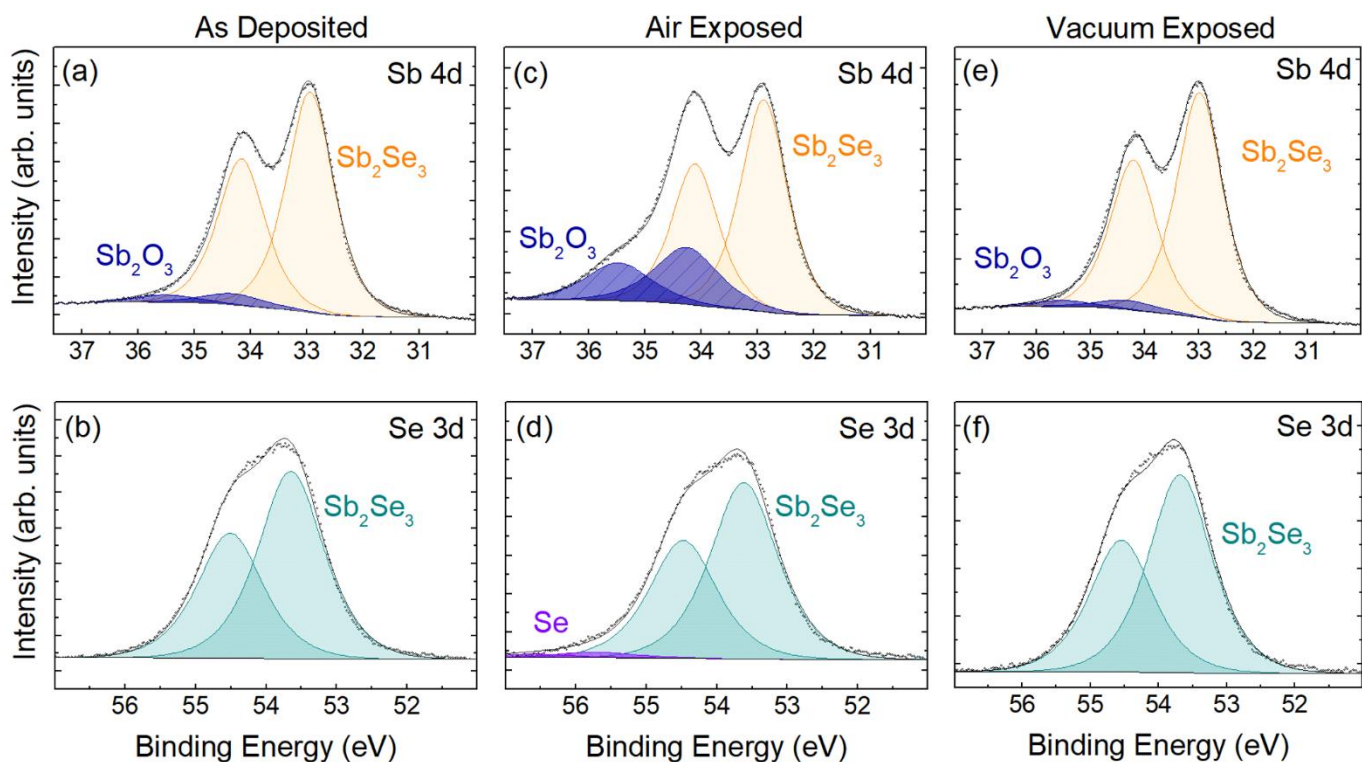 As Deposited
Air Exposed
Vacuum Exposed
Intensity (arb. units)
(a)
Sb 4d
Sb₂Se₃
Sb₂O₃
37 36 35 34 33 32 31
(c)
Sb 4d
Sb₂Se₃
Sb₂O₃
37 36 35 34 33 32 31 30
(e)
Sb 4d
Sb₂Se₃
Sb₂O₃
37 36 35 34 33 32 31
Intensity (arb. units)
(b)
Se 3d
Sb₂Se₃
56 55 54 53 52
Binding Energy (eV)
(d)
Se 3d
Sb₂Se₃
Se
56 55 54 53 52
Binding Energy (eV)
(f)
Se 3d
Sb₂Se₃
56 55 54 53 52
Binding Energy (eV)